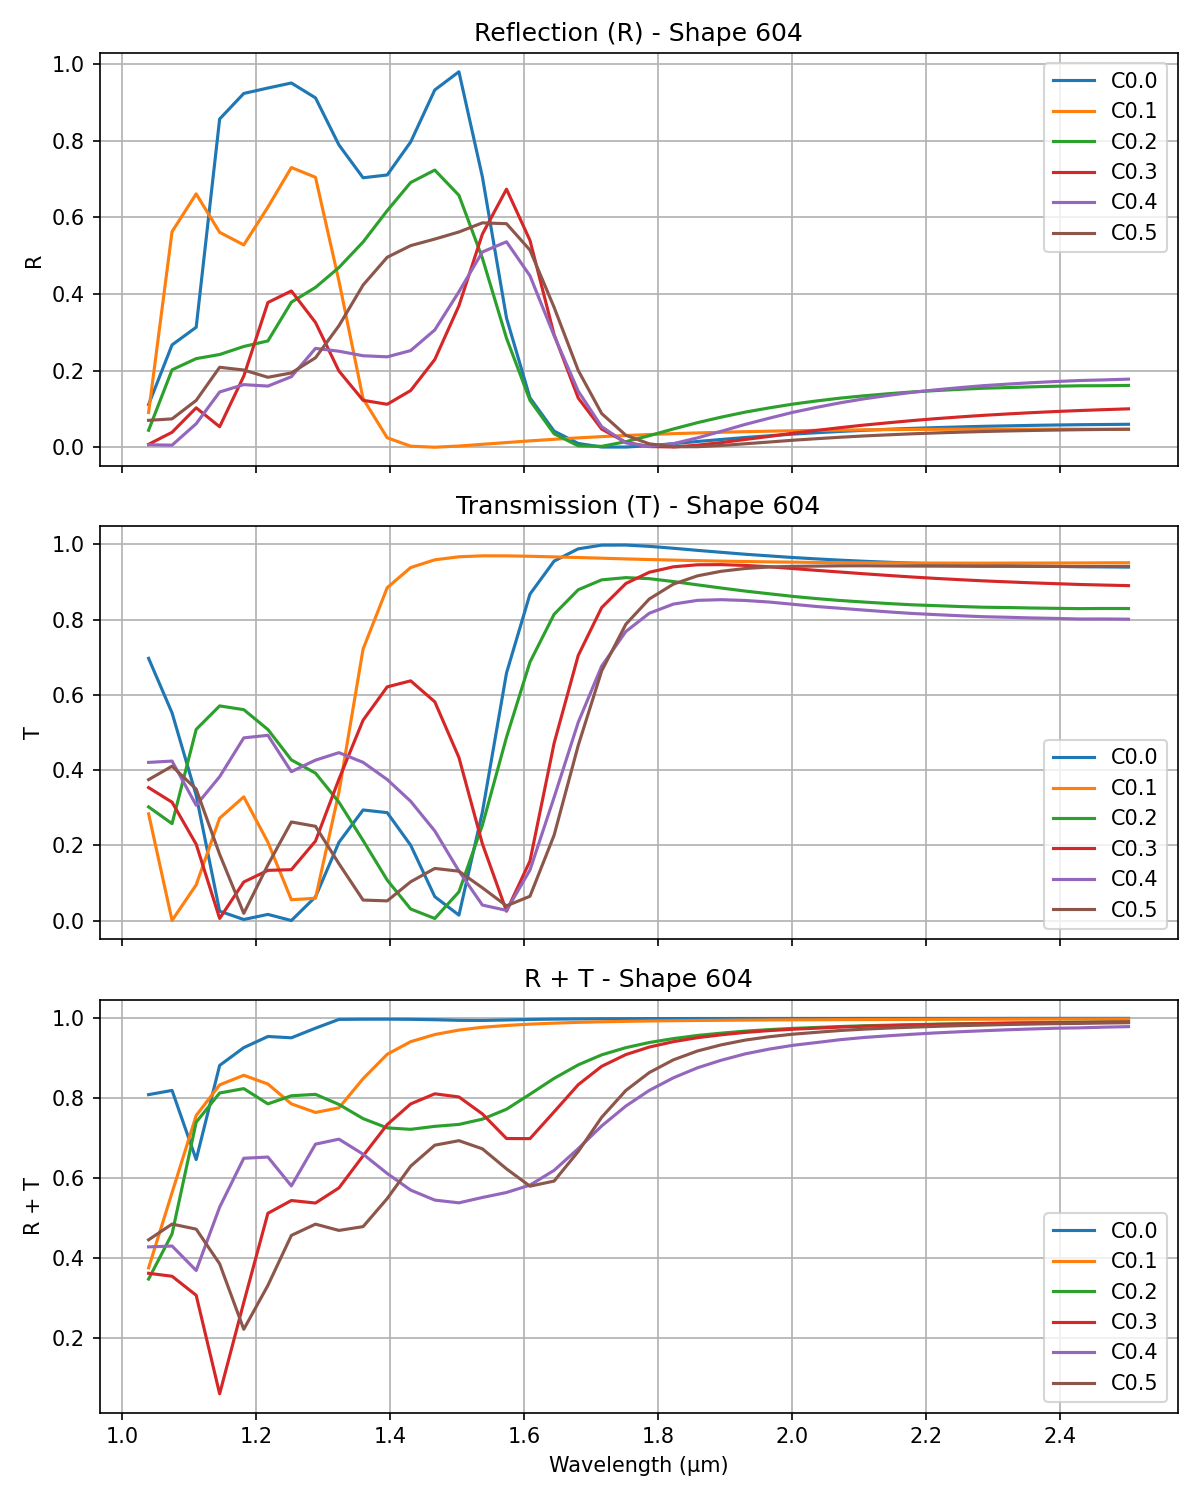 Reflection (R) - Shape 604
1.0
0.8
0.6
0.4
0.2
0.0
R
C0.0
C0.1
C0.2
C0.3
C0.4
C0.5
Transmission (T) - Shape 604
1.0
0.8
0.6
0.4
0.2
0.0
T
C0.0
C0.1
C0.2
C0.3
C0.4
C0.5
R + T - Shape 604
1.0
0.8
0.6
0.4
0.2
R + T
C0.0
C0.1
C0.2
C0.3
C0.4
C0.5
1.0 1.2 1.4 1.6 1.8 2.0 2.2 2.4
Wavelength (μm)